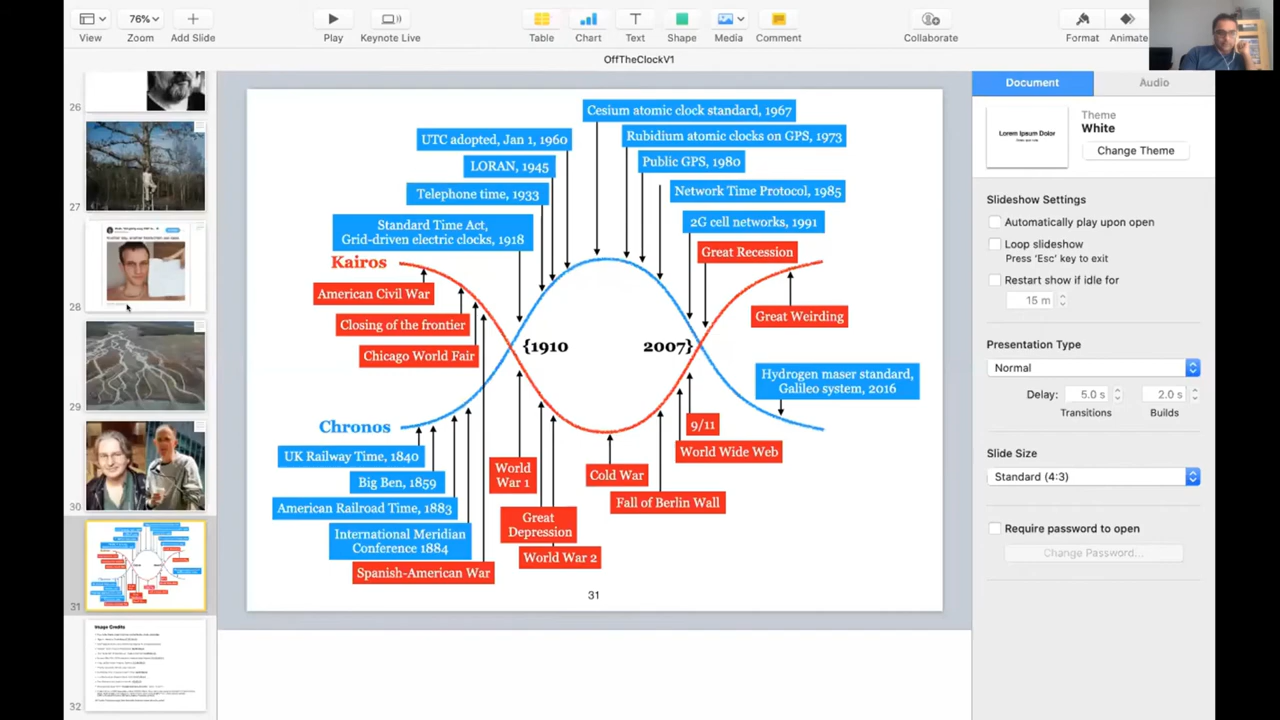 View
76%
Zoom
Add Slide
Play
Keynote Live
Table
Chart
Text
Shape
Media
Comment
Collaborate
Format
Animate
OffTheClockV1
26
27
28
29
30
31
Image Credits
32
Cesium atomic clock standard, 1967
UTC adopted, Jan 1, 1960
Rubidium atomic clocks on GPS, 1973
LORAN, 1945
Public GPS, 1980
Telephone time, 1933
Network Time Protocol, 1985
Standard Time Act,
Grid-driven electric clocks, 1918
2G cell networks, 1991
Kairos
Great Recession
American Civil War
Great Weirding
Closing of the frontier
Chicago World Fair
{1910
2007}
Hydrogen maser standard,
Galileo system, 2016
Chronos
9/11
UK Railway Time, 1840
World
War 1
Cold War
World Wide Web
Big Ben, 1859
American Railroad Time, 1883
Great
Depression
Fall of Berlin Wall
International Meridian
Conference 1884
World War 2
Spanish-American War
31
Document
Audio
Lorem Ipsum Dolor
Theme
White
Change Theme
Slideshow Settings
Automatically play upon open
Loop slideshow
Press 'Esc' key to exit
Restart show if idle for
15 m
Presentation Type
Normal
Delay:
5.0 s
2.0 s
Transitions
Builds
Slide Size
Standard (4:3)
Require password to open
Change Password...